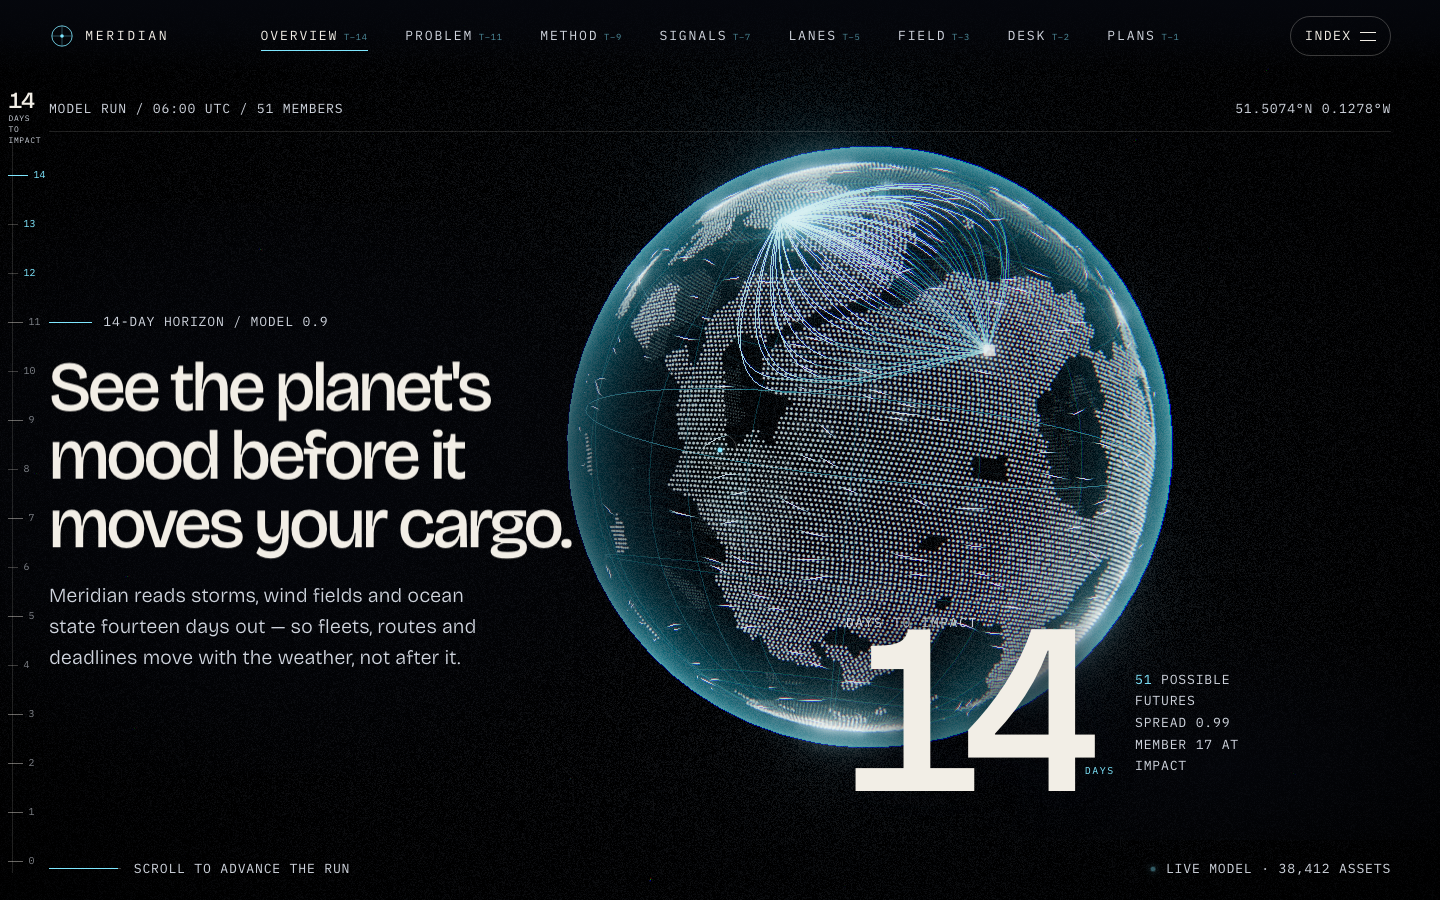 MERIDIAN
OVERVIEW T-14
PROBLEM T-11
METHOD T-9
SIGNALS T-7
LANES T-5
FIELD T-3
DESK T-2
PLANS T-1
INDEX
14
DAYS
TO
IMPACT
MODEL RUN / 06:00 UTC / 51 MEMBERS
51.5074°N 0.1278°W
14
13
12
11
10
9
8
7
6
5
4
3
2
1
0
14-DAY HORIZON / MODEL 0.9
See the planet's
mood before it
moves your cargo.
Meridian reads storms, wind fields and ocean
state fourteen days out — so fleets, routes and
deadlines move with the weather, not after it.
DAYS TO IMPACT
14
DAYS
51 POSSIBLE
FUTURES
SPREAD 0.99
MEMBER 17 AT
IMPACT
SCROLL TO ADVANCE THE RUN
LIVE MODEL · 38,412 ASSETS